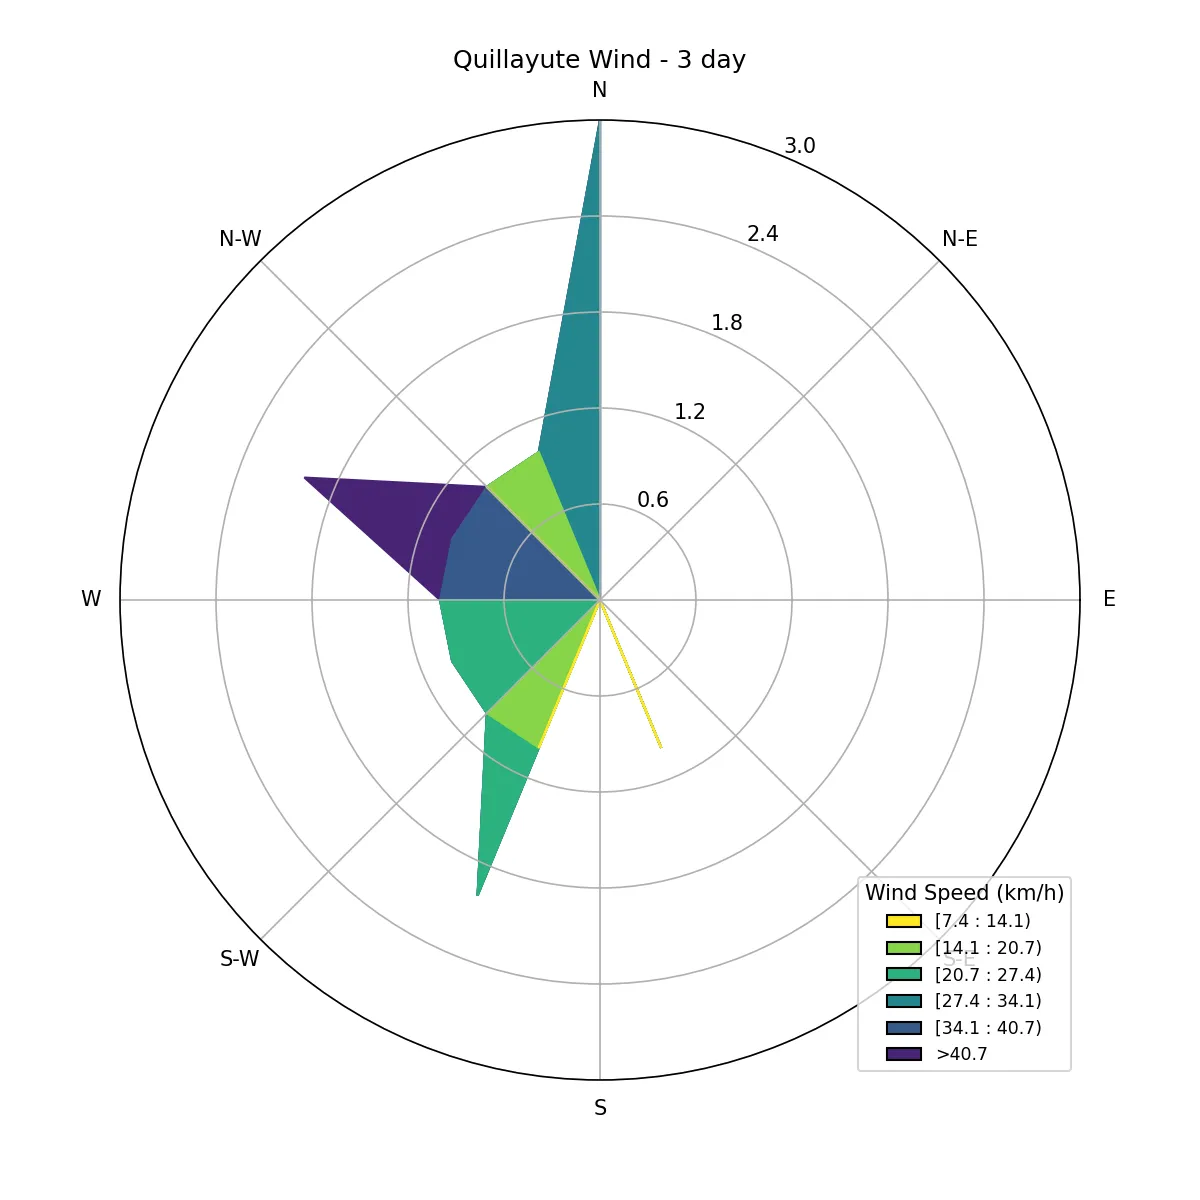 Quillayute Wind - 3 day
N
3.0
N-W
2.4
N-E
1.8
1.2
0.6
W
E
S-W
S-E
S
Wind Speed (km/h)
[7.4 : 14.1)
[14.1 : 20.7)
[20.7 : 27.4)
[27.4 : 34.1)
[34.1 : 40.7)
>40.7